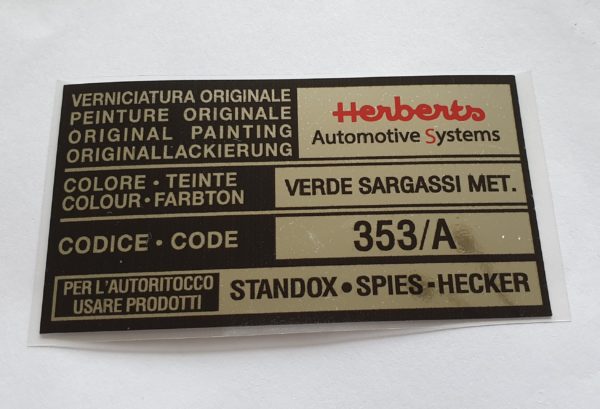 VERNICIATURA ORIGINALE
PEINTURE ORIGINALE
ORIGINAL PAINTING
ORIGINALLACKIERUNG
Herberts
Automotive Systems
COLORE • TEINTE
COLOUR • FARBTON
VERDE SARGASSI MET.
CODICE • CODE
353/A
PER L'AUTORITOCCO
USARE PRODOTTI
STANDOX • SPIES-HECKER